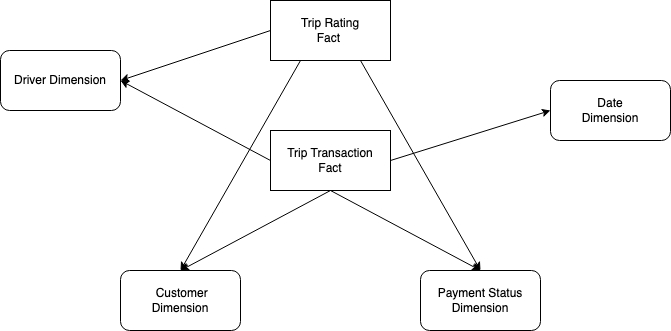 Trip Rating
Fact
Driver Dimension
Date
Dimension
Trip Transaction
Fact
Customer
Dimension
Payment Status
Dimension